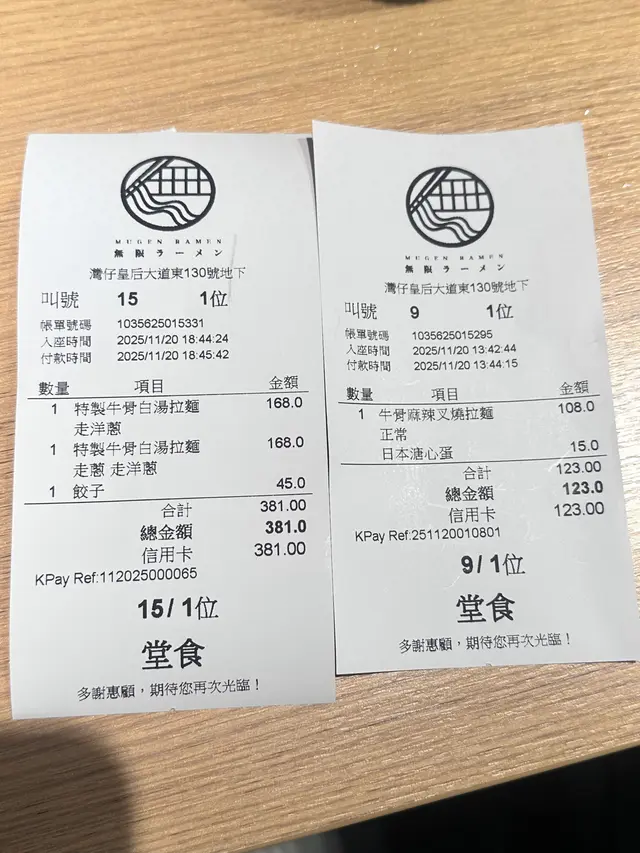 MUGEN RAMEN
無限ラーメン
灣仔皇后大道東130號地下
叫號 15 1位
帳單號碼 1035625015331
入座時間 2025/11/20 18:44:24
付款時間 2025/11/20 18:45:42
數量 項目 金額
1 特製牛骨白湯拉麵 168.0
走洋蔥
1 特製牛骨白湯拉麵 168.0
走蔥 走洋蔥
1 餃子 45.0
合計 381.00
總金額 381.0
信用卡 381.00
KPay Ref:112025000065
15/ 1位
堂食
多謝惠顧，期待您再次光臨！
MUGEN RAMEN
無限ラーメン
灣仔皇后大道東130號地下
叫號 9 1位
帳單號碼 1035625015295
入座時間 2025/11/20 13:42:44
付款時間 2025/11/20 13:44:15
數量 項目 金額
1 牛骨麻辣叉燒拉麵 108.0
正常
日本溏心蛋 15.0
合計 123.00
總金額 123.0
信用卡 123.00
KPay Ref:251120010801
9/ 1位
堂食
多謝惠顧，期待您再次光臨！